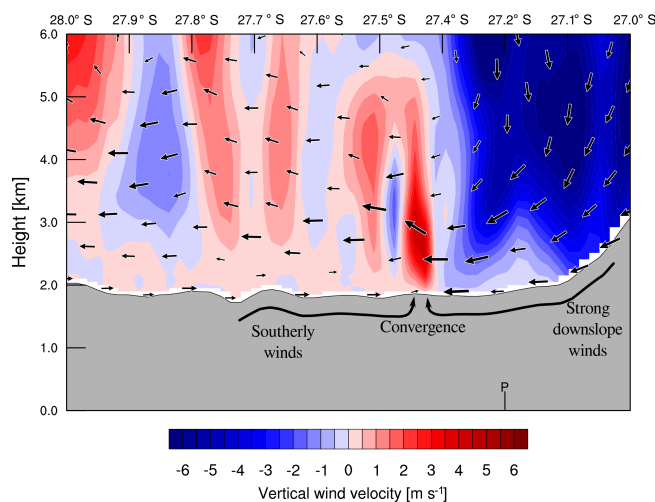 28.0° S 27.9° S 27.8° S 27.7° S 27.6° S 27.5° S 27.4° S 27.3° S 27.2° S 27.1° S 27.0° S
6.0
5.0
4.0
3.0
2.0
1.0
0.0
Height [km]
Southerly
winds
Convergence
Strong
downslope
winds
P
-6 -5 -4 -3 -2 -1 0 1 2 3 4 5 6
Vertical wind velocity [m s-1]